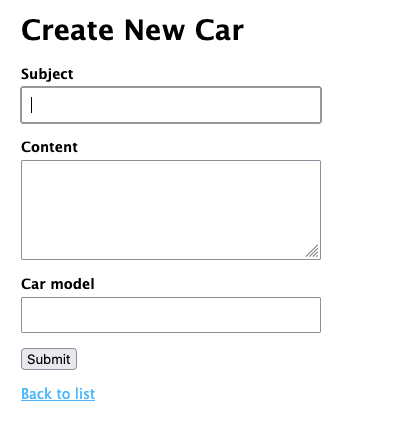 Create New Car
Subject
Content
Car model
Submit
Back to list